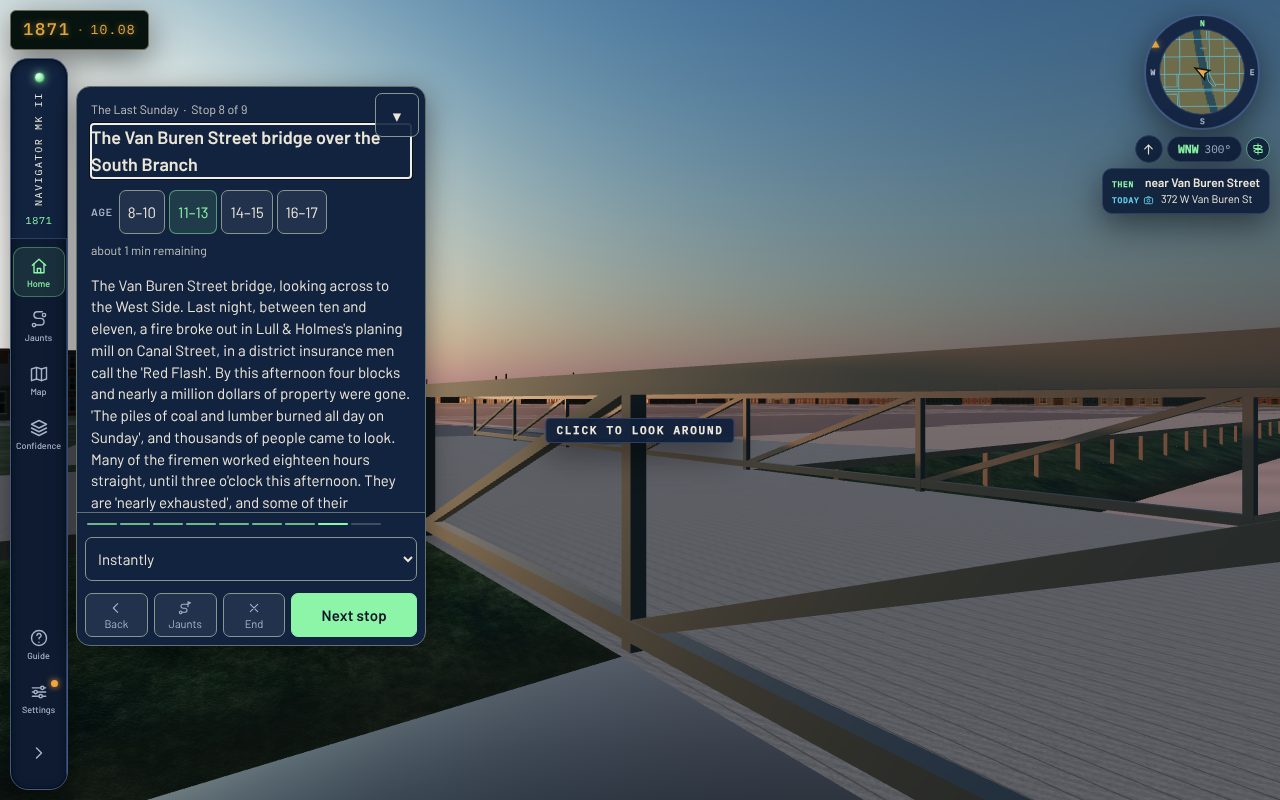 1871 · 10.08
NAVIGATOR MK II
1871
Home
Jaunts
Map
Confidence
Guide
Settings
The Last Sunday · Stop 8 of 9
▼
The Van Buren Street bridge over the
South Branch
AGE 8–10 11–13 14–15 16–17
about 1 min remaining
The Van Buren Street bridge, looking across to
the West Side. Last night, between ten and
eleven, a fire broke out in Lull & Holmes's planing
mill on Canal Street, in a district insurance men
call the 'Red Flash'. By this afternoon four blocks
and nearly a million dollars of property were gone.
'The piles of coal and lumber burned all day on
Sunday', and thousands of people came to look.
Many of the firemen worked eighteen hours
straight, until three o'clock this afternoon. They
are 'nearly exhausted', and some of their
Instantly
Back Jaunts End Next stop
CLICK TO LOOK AROUND
N
W E
S
WNW 300°
THEN near Van Buren Street
TODAY 372 W Van Buren St